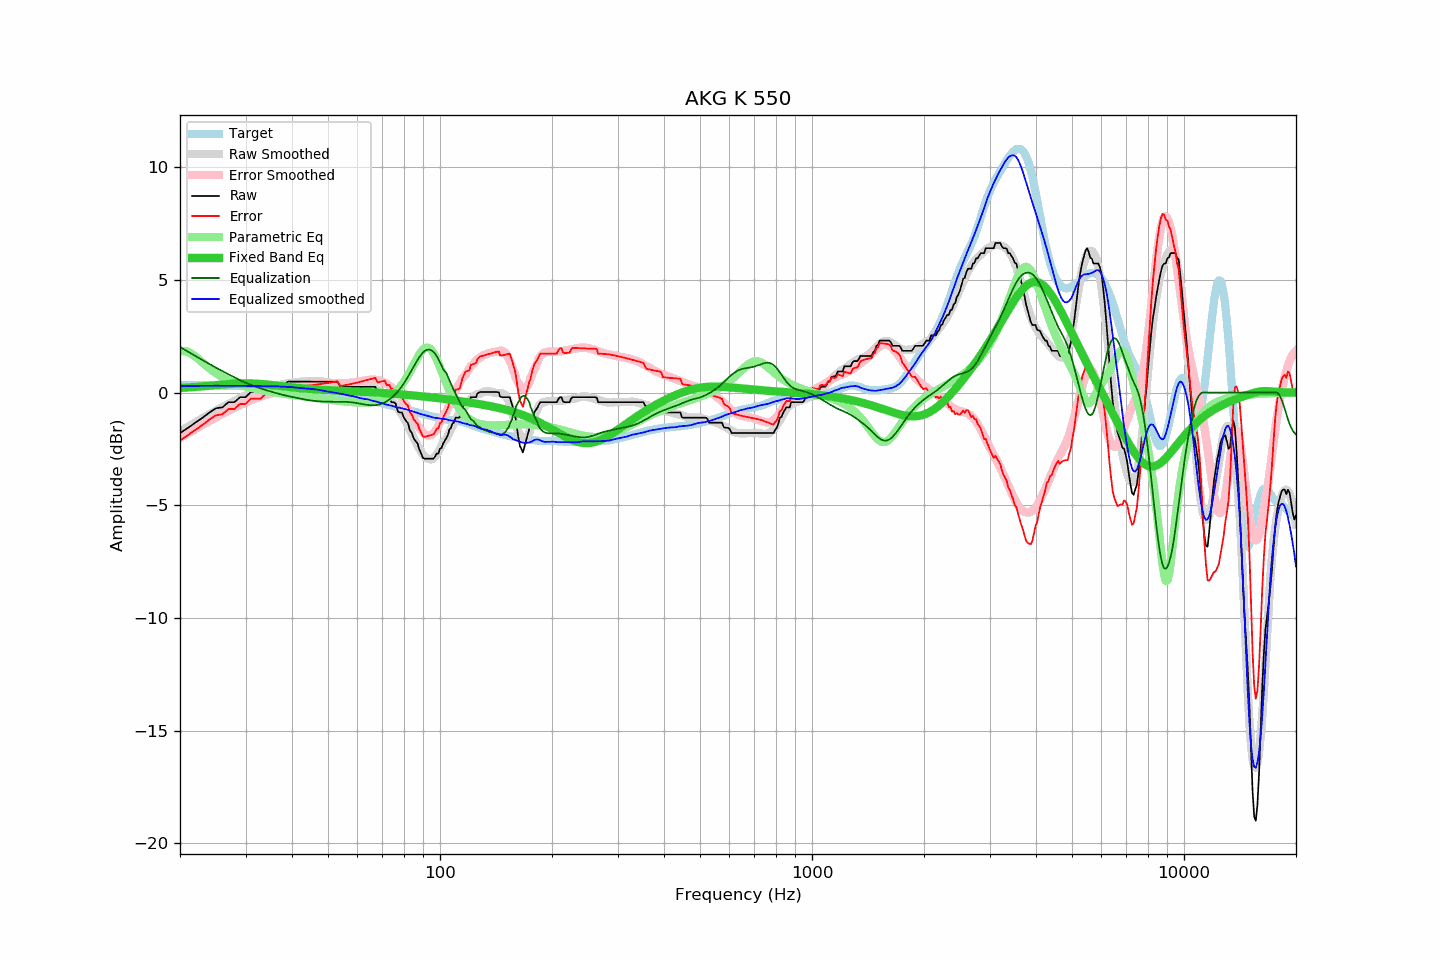 AKG K 550
Target
Raw Smoothed
Error Smoothed
Raw
Error
Parametric Eq
Fixed Band Eq
Equalization
Equalized smoothed
10
5
0
−5
−10
−15
−20
Amplitude (dBr)
100 1000 10000
Frequency (Hz)